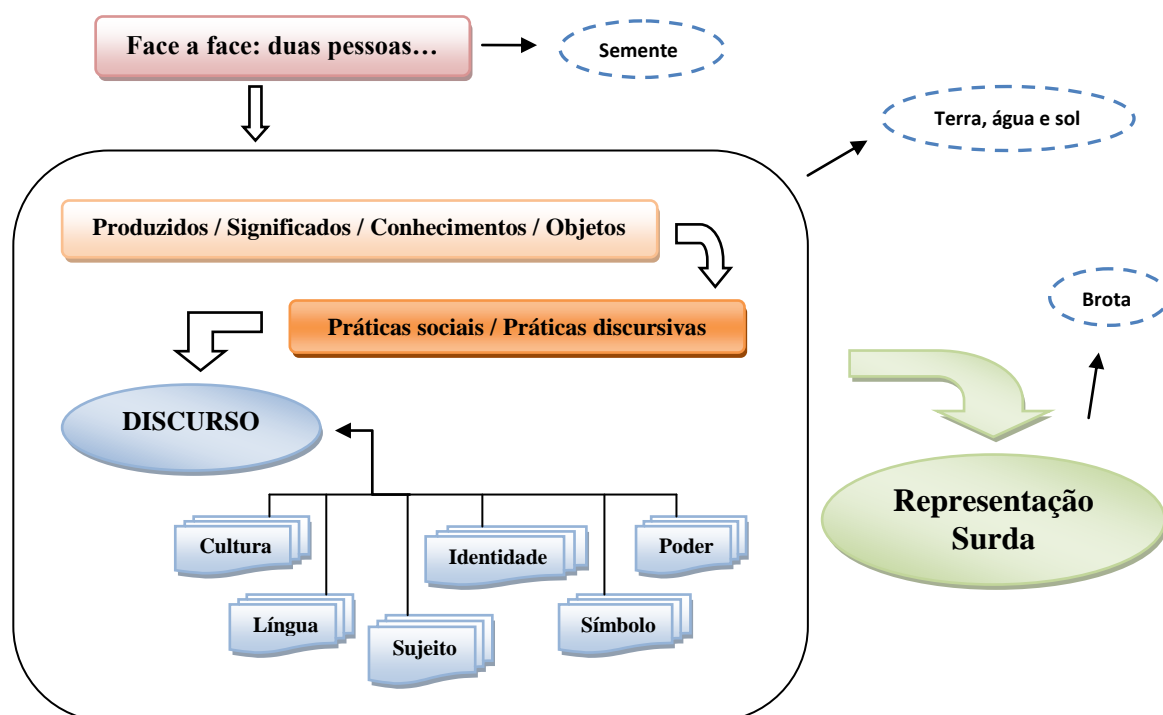 Face a face: duas pessoas…
Semente
Terra, água e sol
Produzidos / Significados / Conhecimentos / Objetos
Práticas sociais / Práticas discursivas
Brota
DISCURSO
Representação
Surda
Cultura
Identidade
Poder
Língua
Sujeito
Símbolo